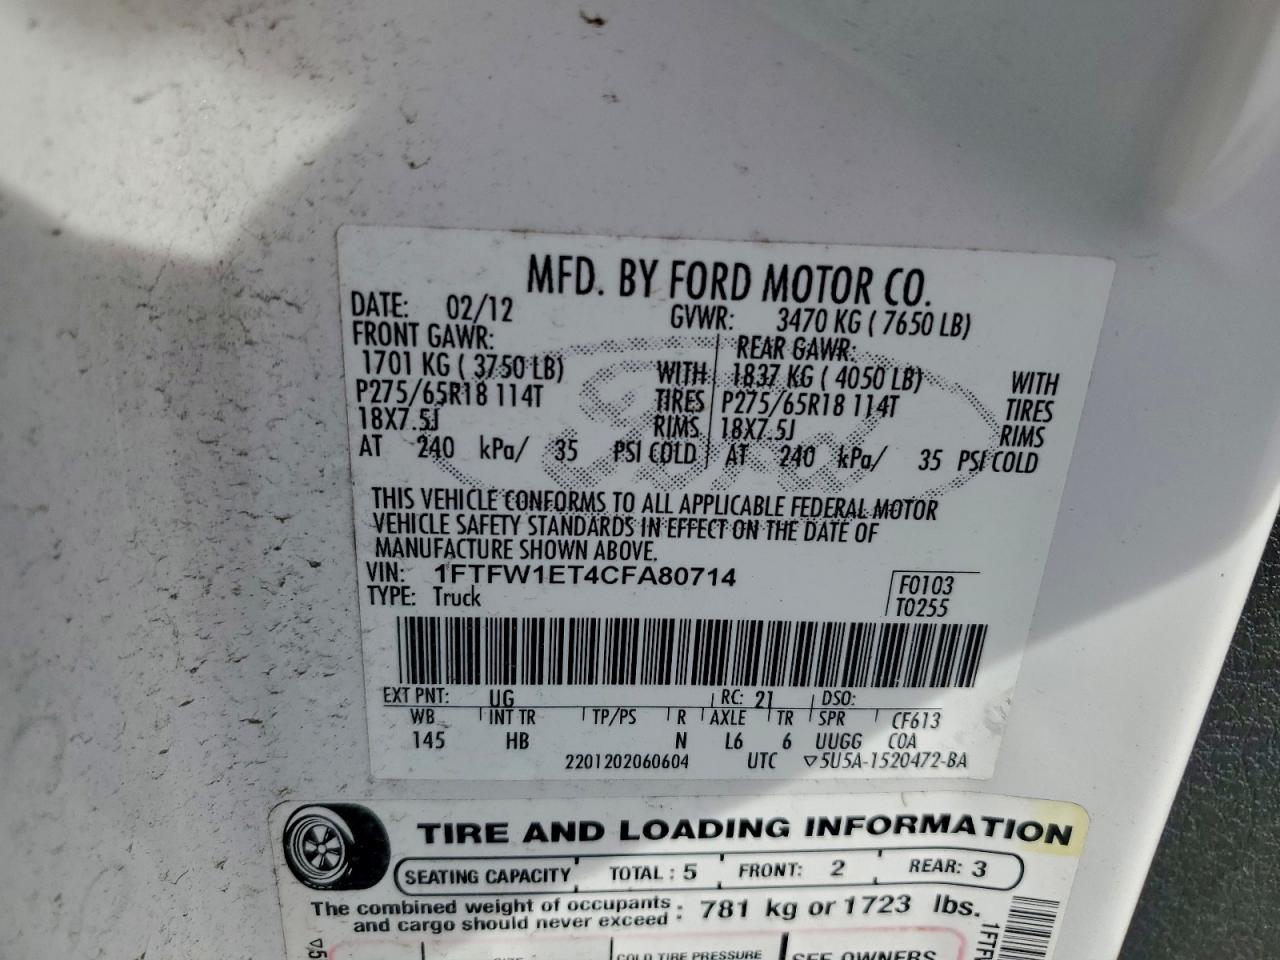 MFD. BY FORD MOTOR CO.
DATE: 02/12 GVWR: 3470 KG ( 7650 LB)
FRONT GAWR: REAR GAWR:
1701 KG ( 3750 LB) WITH 1837 KG ( 4050 LB) WITH
P275/65R18 114T TIRES P275/65R18 114T TIRES
18X7.5J RIMS 18X7.5J RIMS
AT 240 kPa/ 35 PSI COLD AT 240 kPa/ 35 PSI COLD
THIS VEHICLE CONFORMS TO ALL APPLICABLE FEDERAL MOTOR
VEHICLE SAFETY STANDARDS IN EFFECT ON THE DATE OF
MANUFACTURE SHOWN ABOVE.
VIN: 1FTFW1ET4CFA80714 F0103
TYPE: Truck T0255
EXT PNT: UG RC: 21 DSO:
WB INT TR TP/PS R AXLE TR SPR CF613
145 HB N L6 6 UUGG COA
2201202060604 UTC ▽5U5A-1520472-BA
TIRE AND LOADING INFORMATION
SEATING CAPACITY TOTAL : 5 FRONT: 2 REAR: 3
The combined weight of occupants
and cargo should never exceed : 781 kg or 1723 lbs.
COLD TIRE PRESSURE SEE OWNERS